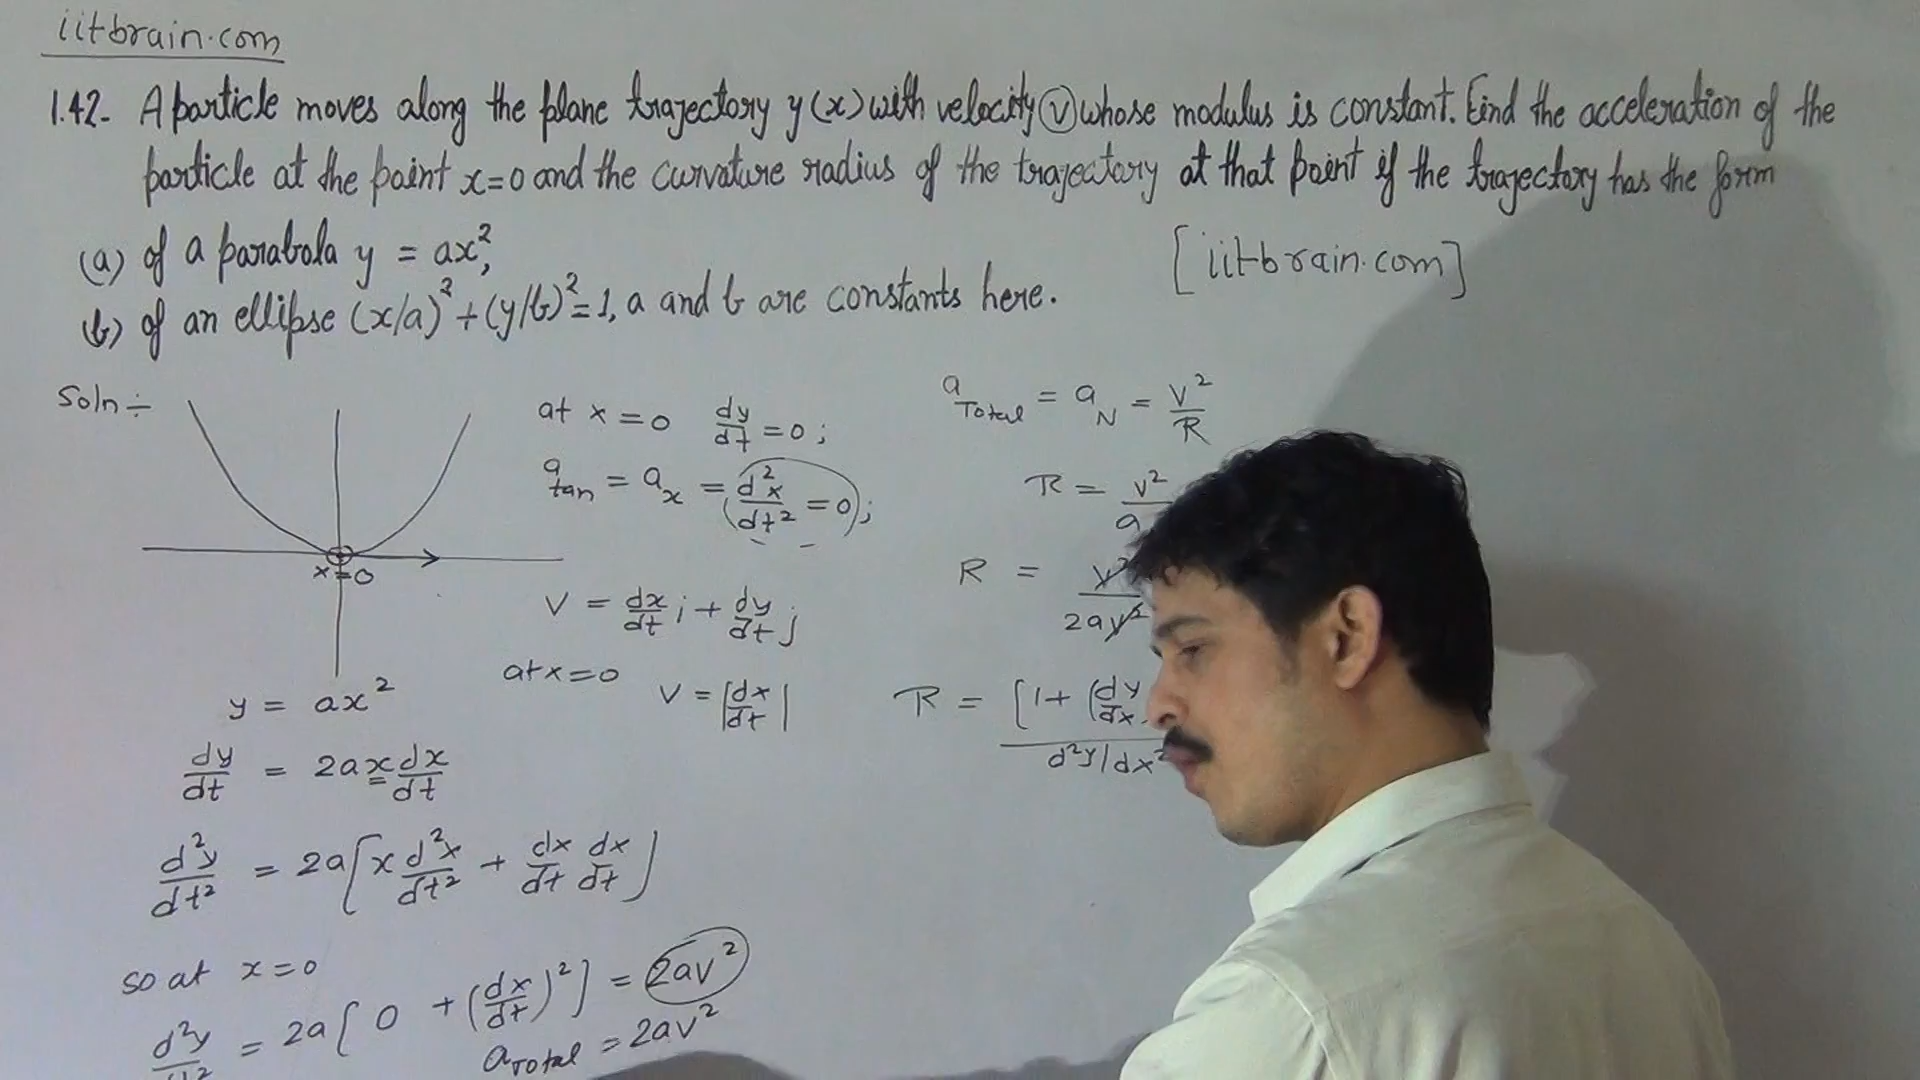 iitbrain.com
1.42. A particle moves along the plane trajectory y(x) with velocity v whose modulus is constant. Find the acceleration of the
particle at the point x=0 and the curvature radius of the trajectory at that point if the trajectory has the form
(a) of a parabola y = ax²,
[iitbrain.com]
(b) of an ellipse (x/a)² + (y/b)² = 1, a and b are constants here.
Soln ÷
x=0
y = ax²
dy/dt = 2ax dx/dt
d²y/dt² = 2a[x d²x/dt² + dx/dt dx/dt]
so at x=0
d²y = 2a[0 + (dx/dt)²] = 2av²
a Total = 2av²
at x=0 dy/dt = 0;
a tan = a x = (d²x/dt² = 0);
V = dx/dt i + dy/dt j
at x=0 V = |dx/dt|
a Total = a N = V²/R
R = V²/a
R = V²/2av²
R = [1+(dy/dx
d²y/dx²